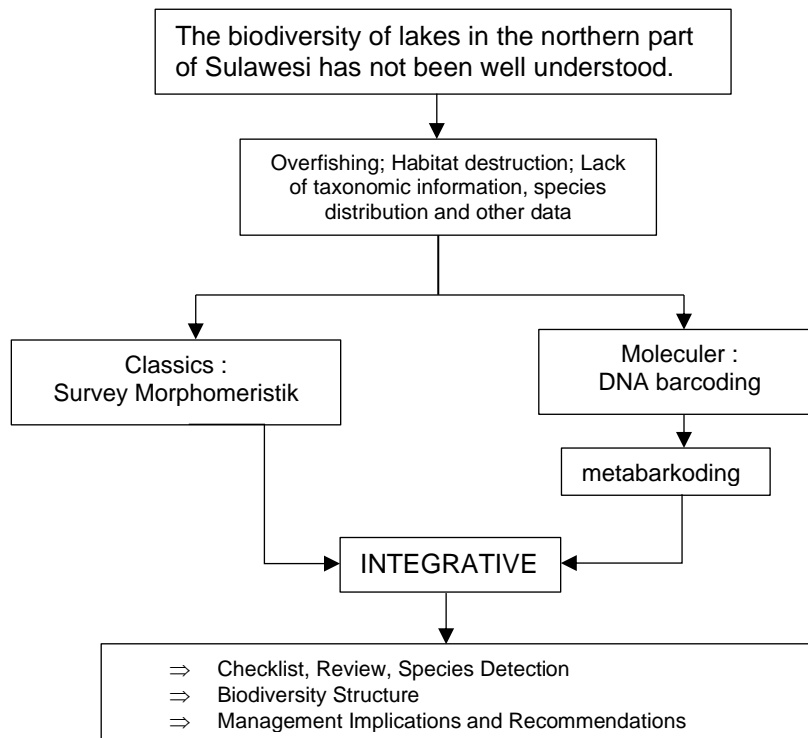 The biodiversity of lakes in the northern part
of Sulawesi has not been well understood.
Overfishing; Habitat destruction; Lack
of taxonomic information, species
distribution and other data
Classics :
Survey Morphomeristik
Moleculer :
DNA barcoding
metabarkoding
INTEGRATIVE
⇒ Checklist, Review, Species Detection
⇒ Biodiversity Structure
⇒ Management Implications and Recommendations